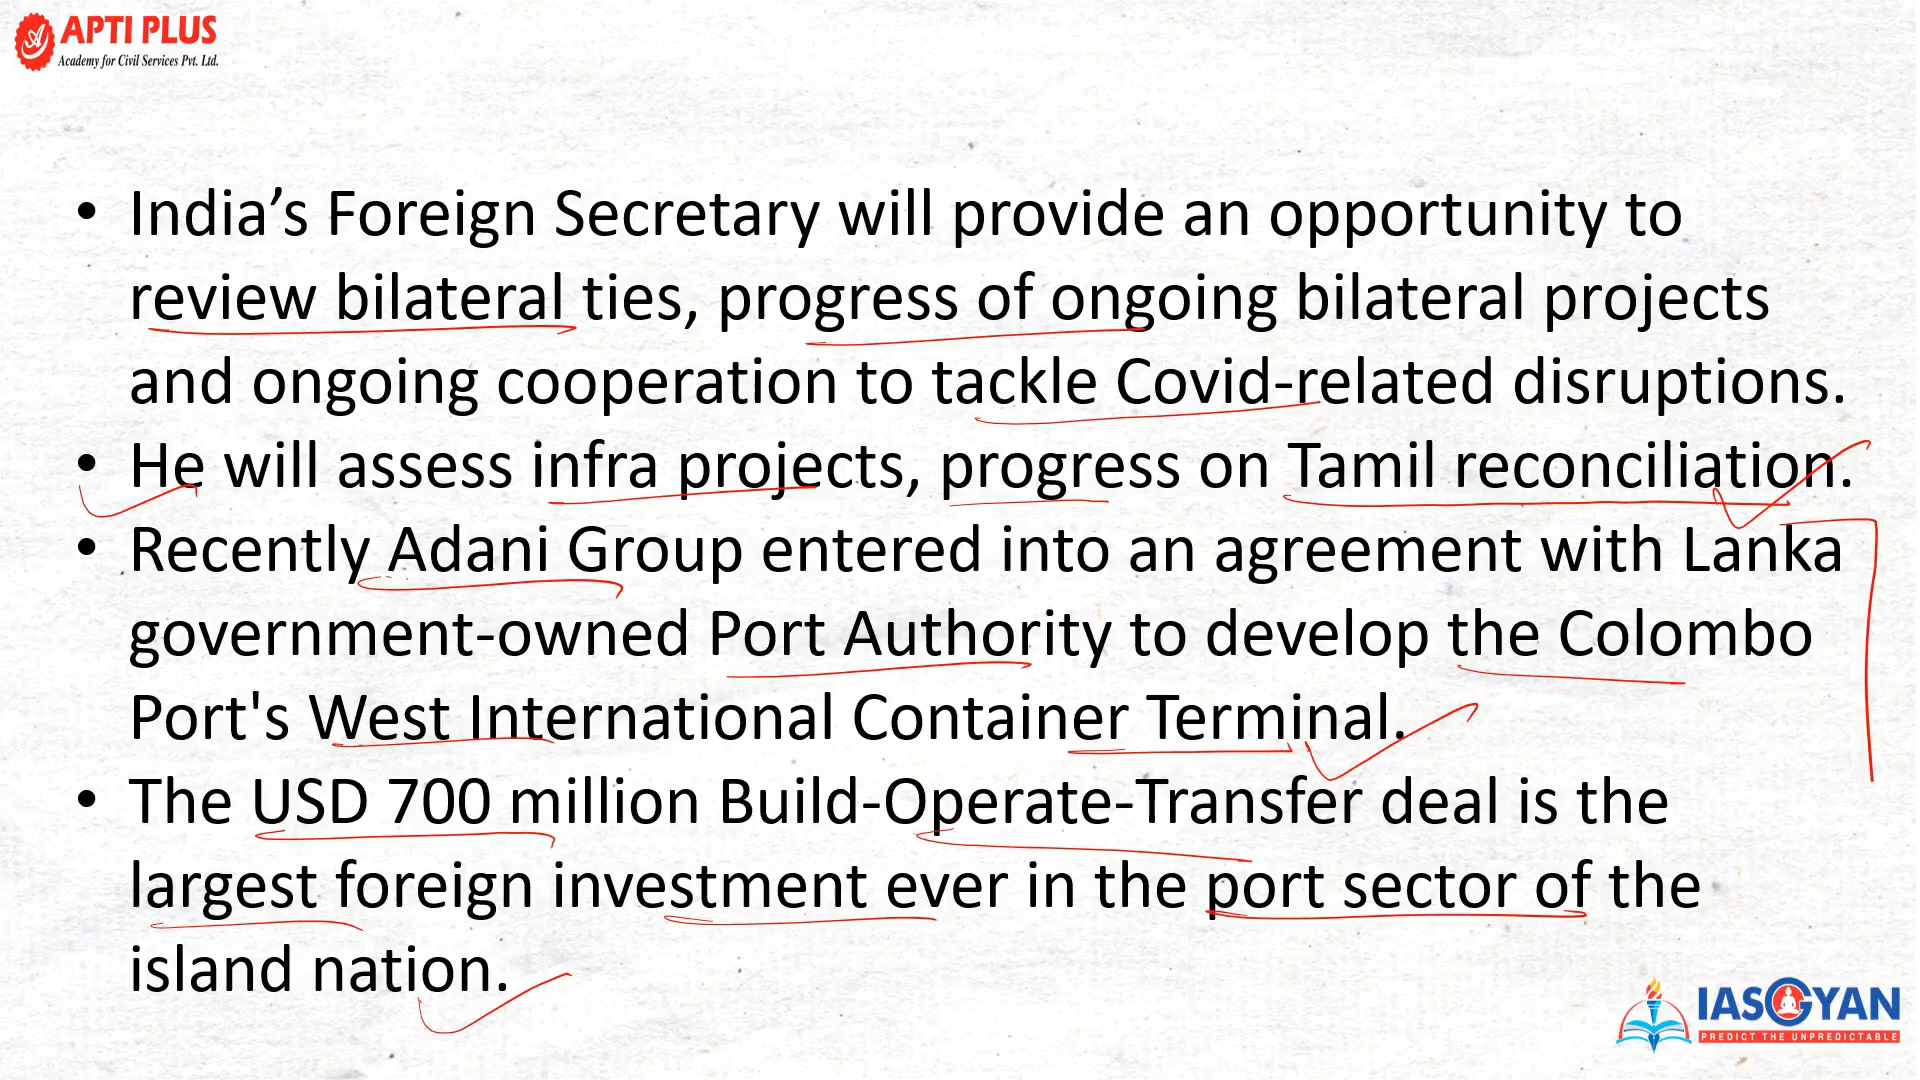 APTI PLUS
Academy for Civil Services Pvt. Ltd.
• India’s Foreign Secretary will provide an opportunity to
review bilateral ties, progress of ongoing bilateral projects
and ongoing cooperation to tackle Covid-related disruptions.
• He will assess infra projects, progress on Tamil reconciliation.
• Recently Adani Group entered into an agreement with Lanka
government-owned Port Authority to develop the Colombo
Port's West International Container Terminal.
• The USD 700 million Build-Operate-Transfer deal is the
largest foreign investment ever in the port sector of the
island nation.
IASGYAN
PREDICT THE UNPREDICTABLE